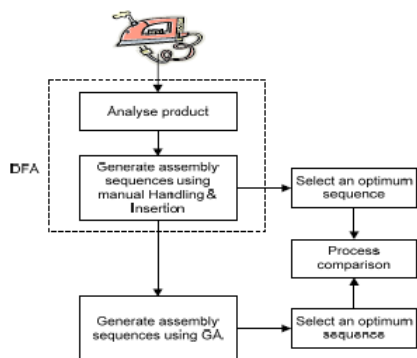 Analyse product
DFA
Generate assembly
sequences using
manual Handling &
Insertion
Select an optimum
sequence
Process
comparison
Generate assembly
sequences using GA.
Select an optimum
sequence